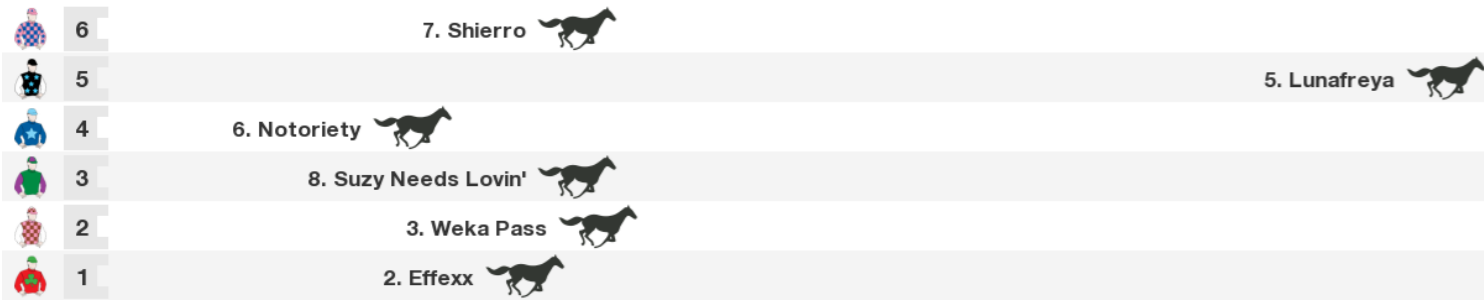 6 7. Shierro
5 5. Lunafreya
4 6. Notoriety
3 8. Suzy Needs Lovin'
2 3. Weka Pass
1 2. Effexx